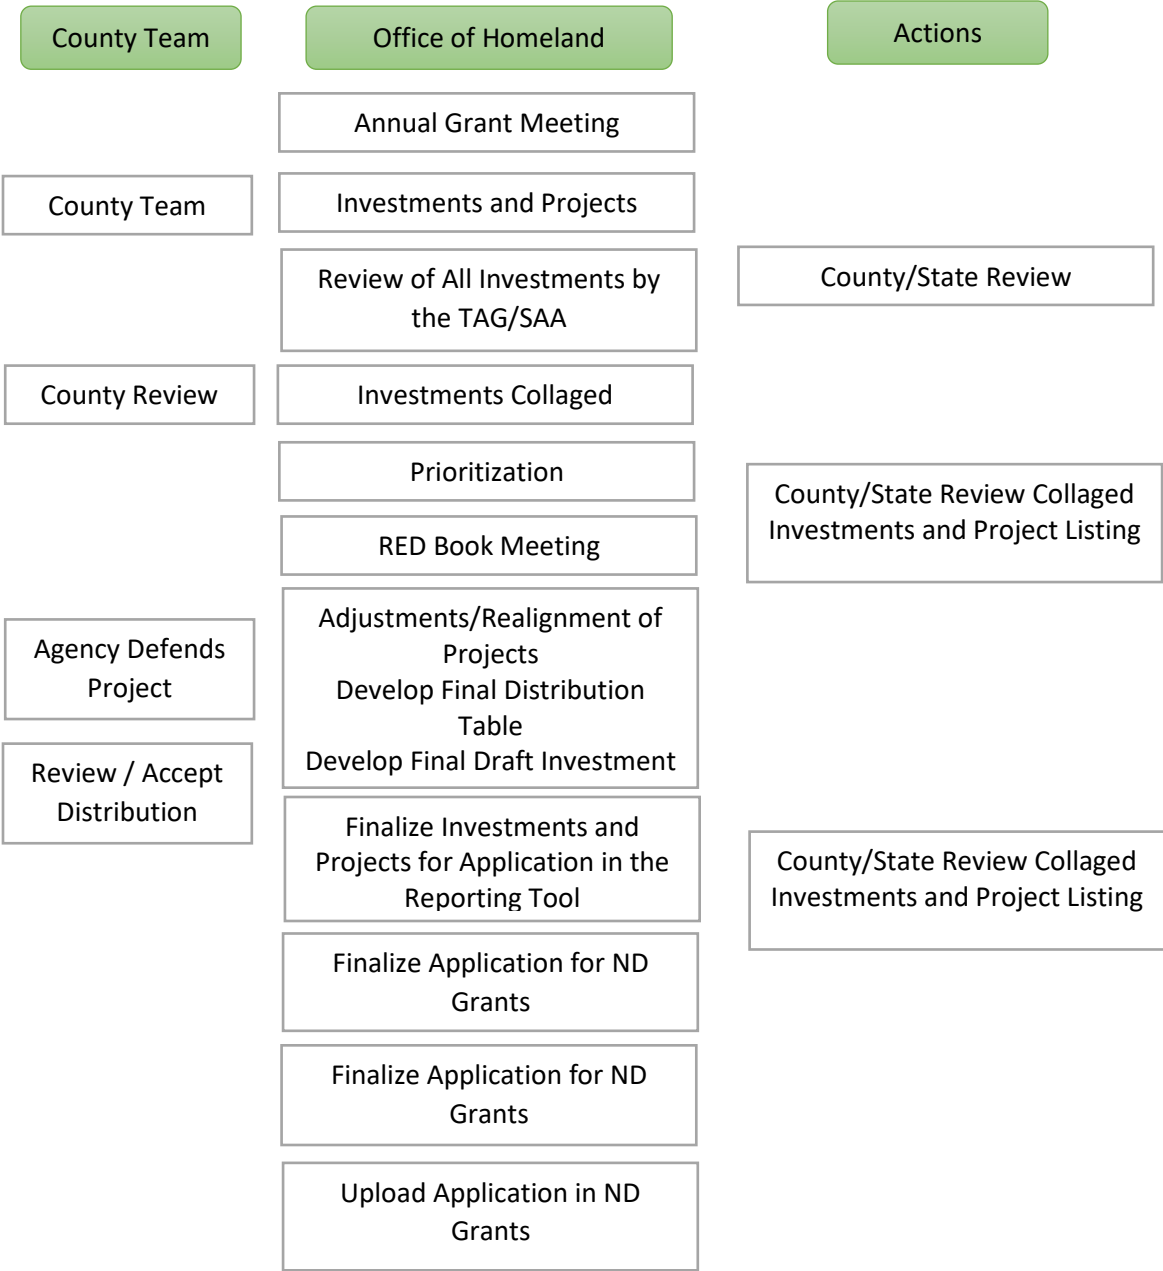 County Team
Office of Homeland
Actions
Annual Grant Meeting
County Team
Investments and Projects
Review of All Investments by
the TAG/SAA
County/State Review
County Review
Investments Collaged
Prioritization
County/State Review Collaged
Investments and Project Listing
RED Book Meeting
Agency Defends
Project
Adjustments/Realignment of
Projects
Develop Final Distribution
Table
Develop Final Draft Investment
Review / Accept
Distribution
Finalize Investments and
Projects for Application in the
Reporting Tool
County/State Review Collaged
Investments and Project Listing
Finalize Application for ND
Grants
Finalize Application for ND
Grants
Upload Application in ND
Grants